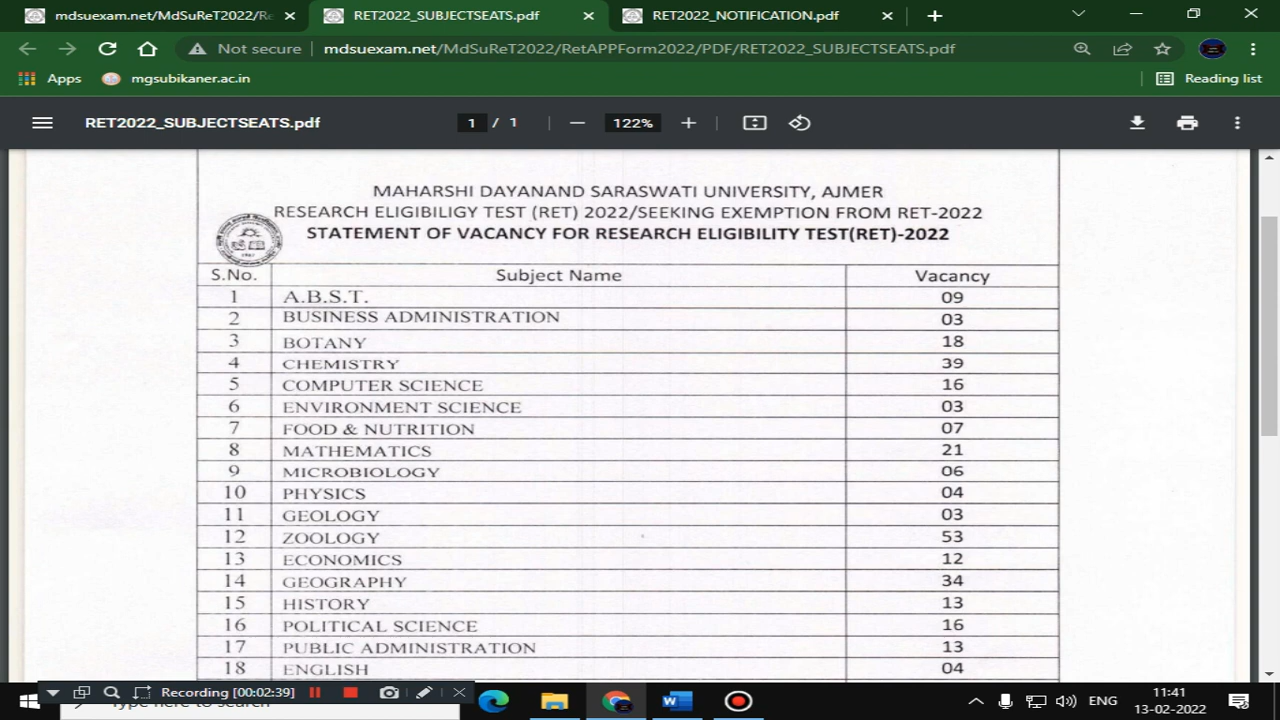 mdsuexam.net/MdSuReT2022/Re
RET2022_SUBJECTSEATS.pdf
RET2022_NOTIFICATION.pdf
Not secure
mdsuexam.net/MdSuReT2022/RetAPPForm2022/PDF/RET2022_SUBJECTSEATS.pdf
Apps
mgsubikaner.ac.in
Reading list
RET2022_SUBJECTSEATS.pdf
1 / 1
122%
MAHARSHI DAYANAND SARASWATI UNIVERSITY, AJMER
RESEARCH ELIGIBILIGY TEST (RET) 2022/SEEKING EXEMPTION FROM RET-2022
STATEMENT OF VACANCY FOR RESEARCH ELIGIBILITY TEST(RET)-2022
S.No. Subject Name Vacancy
1 A.B.S.T. 09
2 BUSINESS ADMINISTRATION 03
3 BOTANY 18
4 CHEMISTRY 39
5 COMPUTER SCIENCE 16
6 ENVIRONMENT SCIENCE 03
7 FOOD & NUTRITION 07
8 MATHEMATICS 21
9 MICROBIOLOGY 06
10 PHYSICS 04
11 GEOLOGY 03
12 ZOOLOGY 53
13 ECONOMICS 12
14 GEOGRAPHY 34
15 HISTORY 13
16 POLITICAL SCIENCE 16
17 PUBLIC ADMINISTRATION 13
18 ENGLISH 04
Recording [00:02:39]
Type here to search
ENG
11:41
13-02-2022